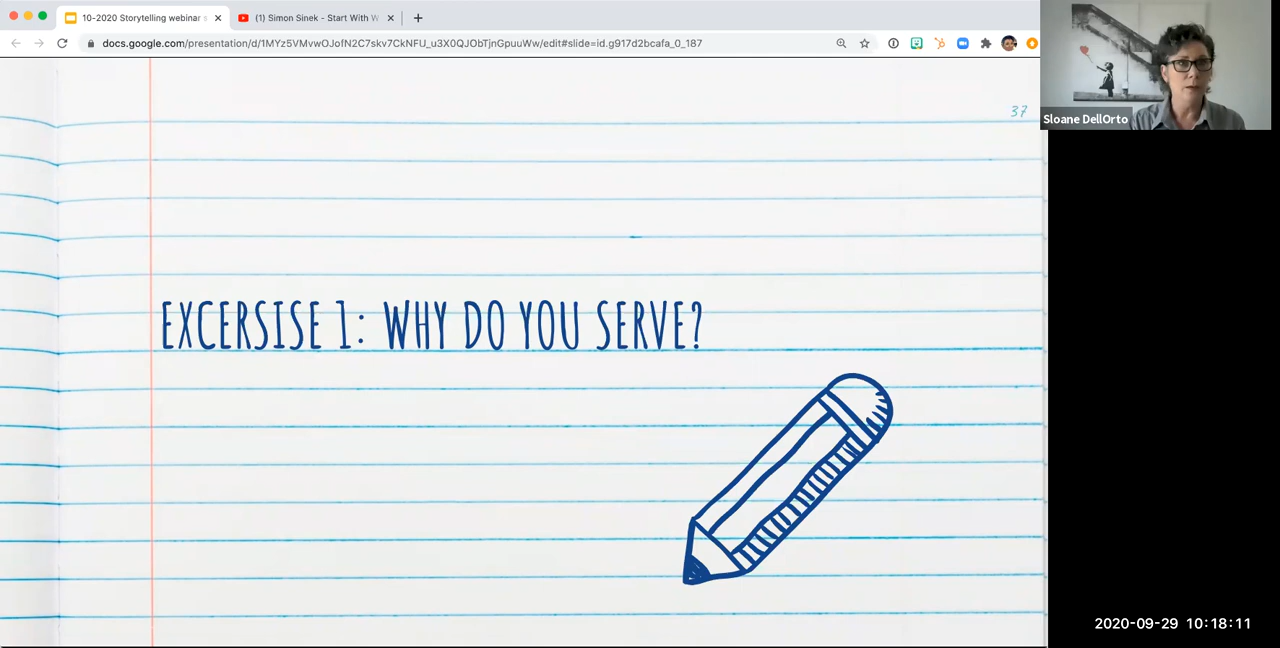 10-2020 Storytelling webinar s
(1) Simon Sinek - Start With W
docs.google.com/presentation/d/1MYz5VMvwOJofN2C7skv7CkNFU_u3X0QJObTjnGpuuWw/edit#slide=id.g917d2bcafa_0_187
Sloane DellOrto
37
EXCERSISE 1: WHY DO YOU SERVE?
2020-09-29 10:18:11